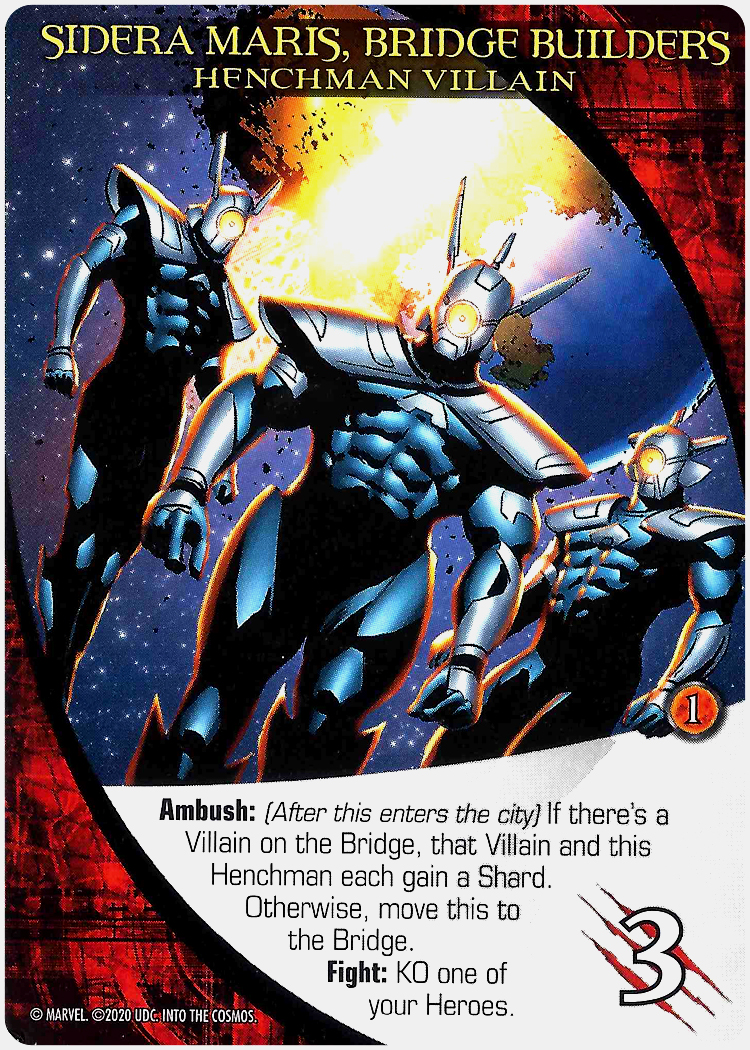 SIDERA MARIS, BRIDGE BUILDERS
HENCHMAN VILLAIN
1
Ambush: (After this enters the city) If there's a
Villain on the Bridge, that Villain and this
Henchman each gain a Shard.
Otherwise, move this to
the Bridge.
Fight: KO one of
your Heroes.
3
© MARVEL. ©2020 UDC. INTO THE COSMOS.